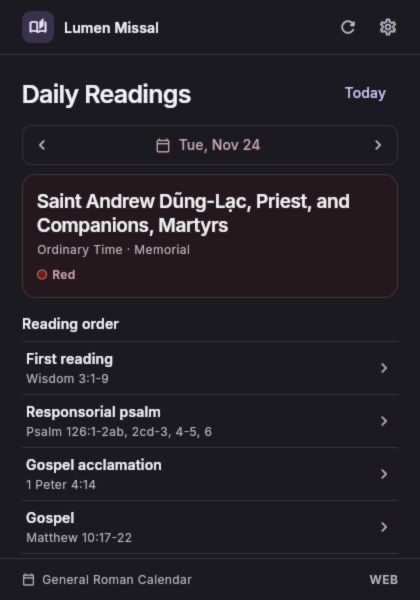 Lumen Missal
Daily Readings
Today
Tue, Nov 24
Saint Andrew Dũng-Lạc, Priest, and
Companions, Martyrs
Ordinary Time · Memorial
Red
Reading order
First reading
Wisdom 3:1-9
Responsorial psalm
Psalm 126:1-2ab, 2cd-3, 4-5, 6
Gospel acclamation
1 Peter 4:14
Gospel
Matthew 10:17-22
General Roman Calendar
WEB